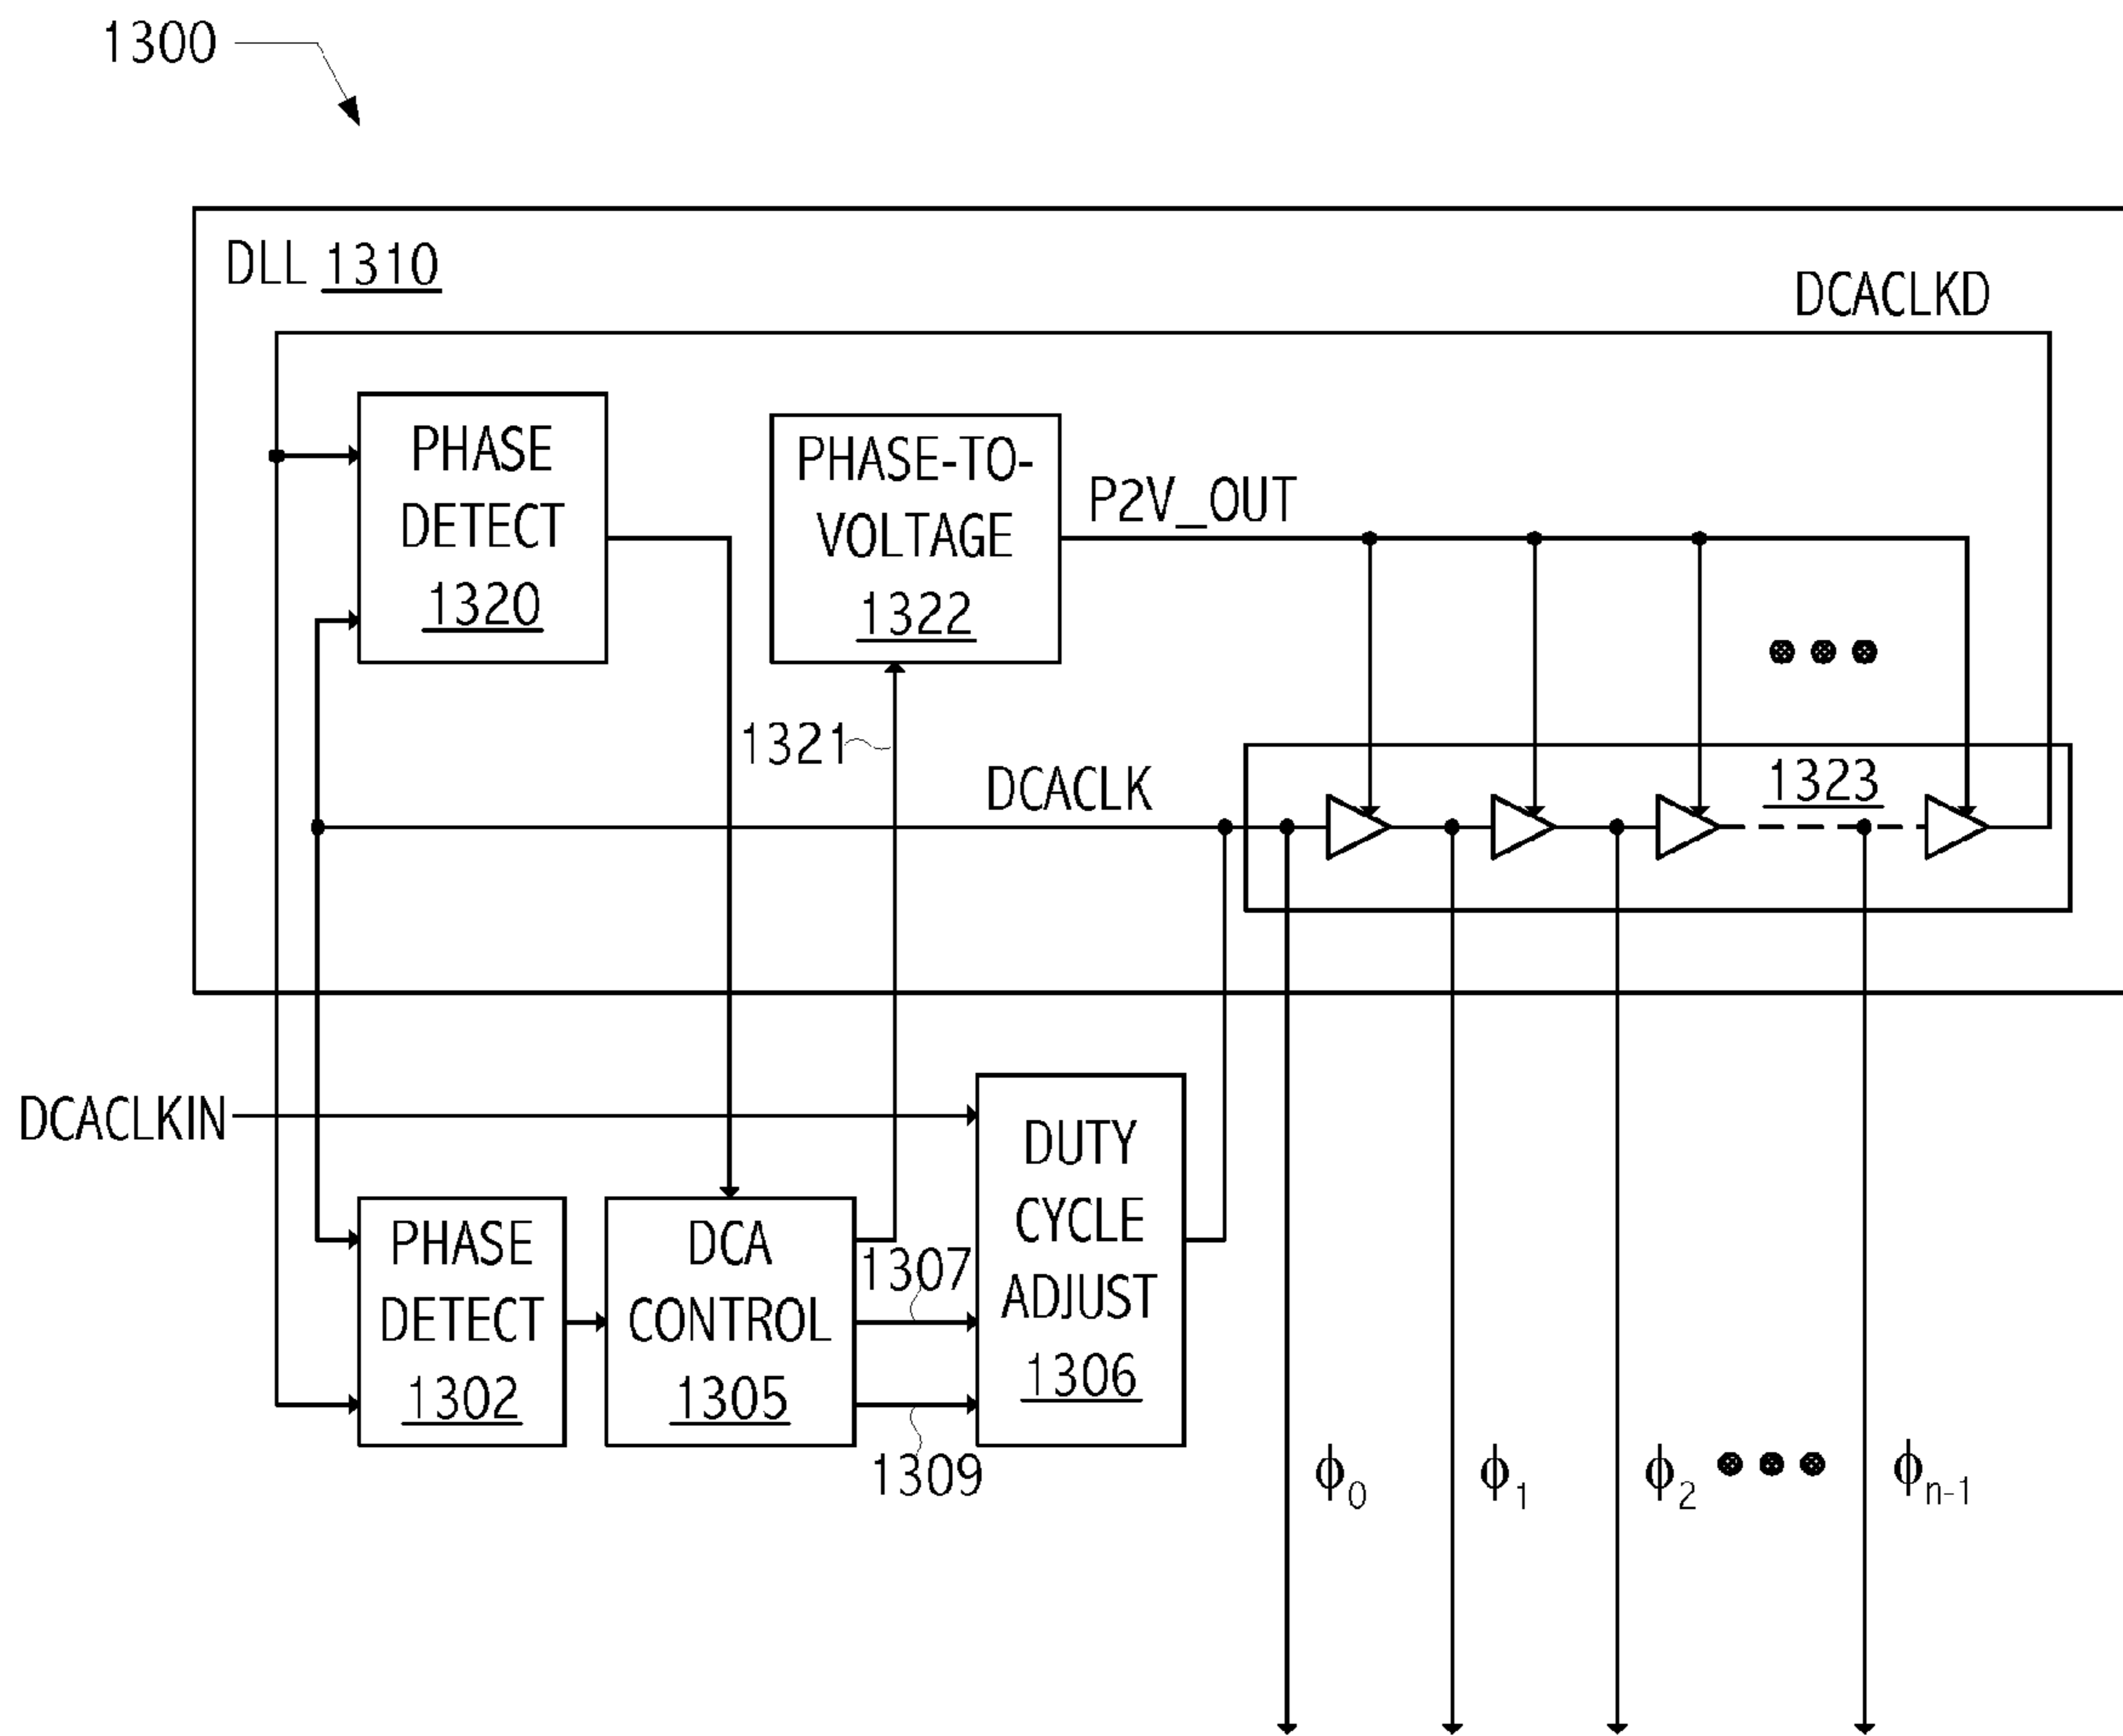 1300
DLL 1310
DCACLKD
PHASE
DETECT
1320
PHASE-TO-
VOLTAGE
1322
P2V_OUT
1321
DCACLK
1323
DCACLKIN
PHASE
DETECT
1302
DCA
CONTROL
1305
1307
1309
DUTY
CYCLE
ADJUST
1306
ϕ0
ϕ1
ϕ2
ϕn-1